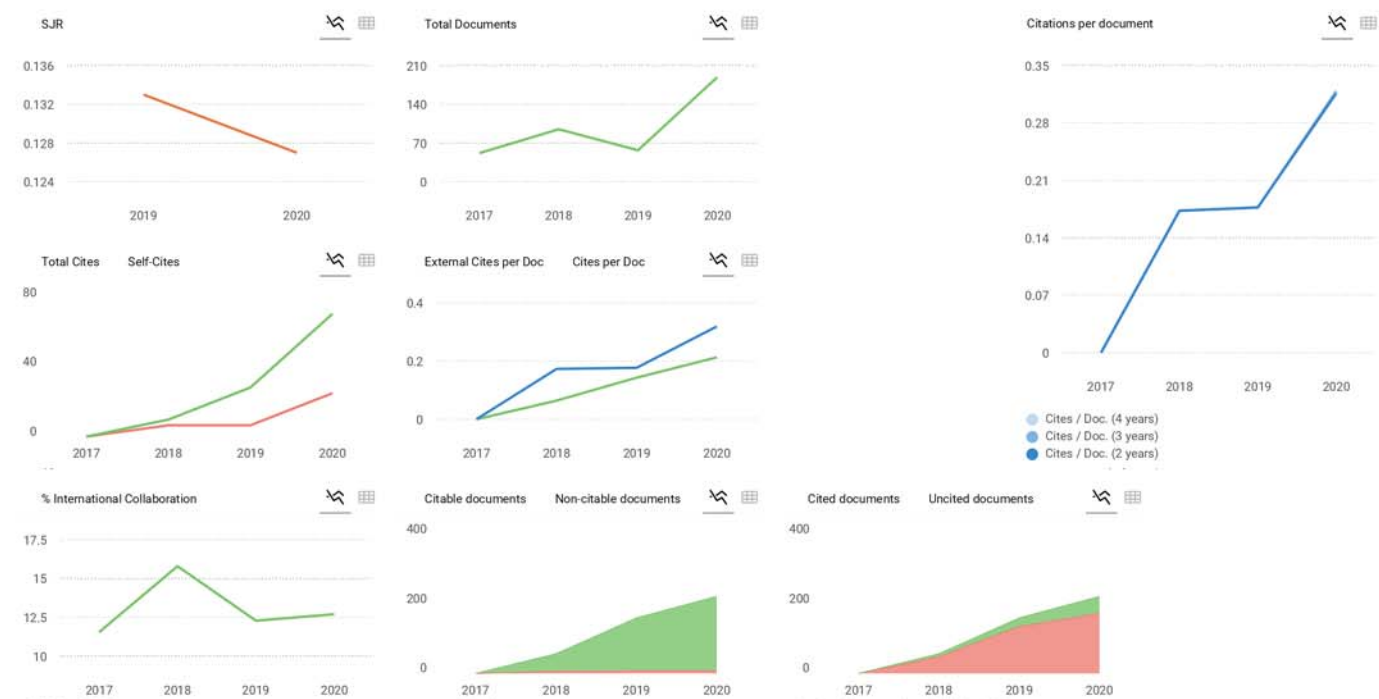 SJR
0.136
0.132
0.128
0.124
2019 2020
Total Documents
210
140
70
0
2017 2018 2019 2020
Citations per document
0.35
0.28
0.21
0.14
0.07
0
2017 2018 2019 2020
Cites / Doc. (4 years)
Cites / Doc. (3 years)
Cites / Doc. (2 years)
Total Cites Self-Cites
80
40
0
2017 2018 2019 2020
External Cites per Doc Cites per Doc
0.4
0.2
0
2017 2018 2019 2020
% International Collaboration
17.5
15
12.5
10
2017 2018 2019 2020
Citable documents Non-citable documents
400
200
0
2017 2018 2019 2020
Cited documents Uncited documents
400
200
0
2017 2018 2019 2020